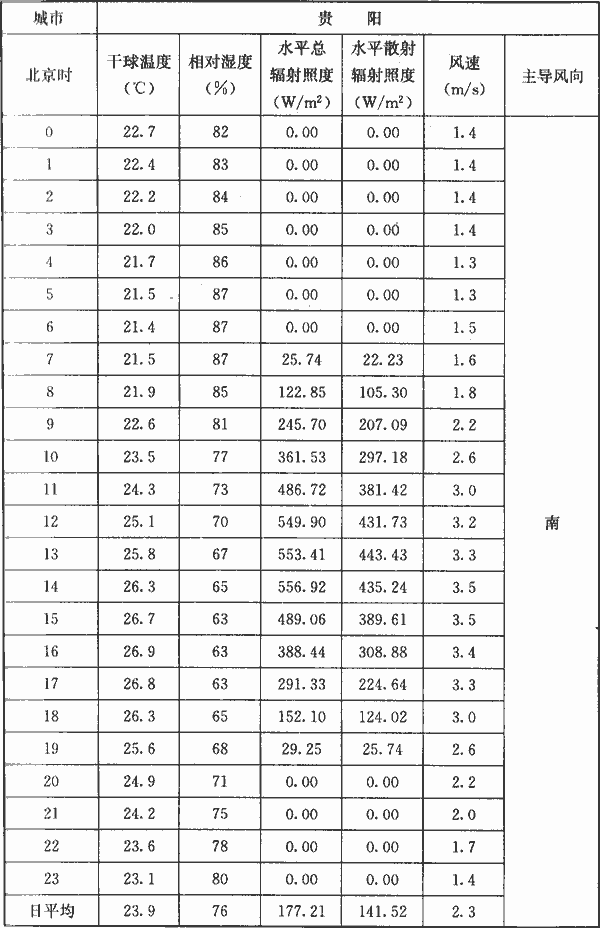 城市 贵 阳
北京时 干球温度(℃) 相对湿度(%) 水平总辐射照度(W/m²) 水平散射辐射照度(W/m²) 风速(m/s) 主导风向
0 22.7 82 0.00 0.00 1.4
1 22.4 83 0.00 0.00 1.4
2 22.2 84 0.00 0.00 1.4
3 22.0 85 0.00 0.00 1.4
4 21.7 86 0.00 0.00 1.3
5 21.5 87 0.00 0.00 1.3
6 21.4 87 0.00 0.00 1.5
7 21.5 87 25.74 22.23 1.6
8 21.9 85 122.85 105.30 1.8
9 22.6 81 245.70 207.09 2.2
10 23.5 77 361.53 297.18 2.6
11 24.3 73 486.72 381.42 3.0
12 25.1 70 549.90 431.73 3.2 南
13 25.8 67 553.41 443.43 3.3
14 26.3 65 556.92 435.24 3.5
15 26.7 63 489.06 389.61 3.5
16 26.9 63 388.44 308.88 3.4
17 26.8 63 291.33 224.64 3.3
18 26.3 65 152.10 124.02 3.0
19 25.6 68 29.25 25.74 2.6
20 24.9 71 0.00 0.00 2.2
21 24.2 75 0.00 0.00 2.0
22 23.6 78 0.00 0.00 1.7
23 23.1 80 0.00 0.00 1.4
日平均 23.9 76 177.21 141.52 2.3